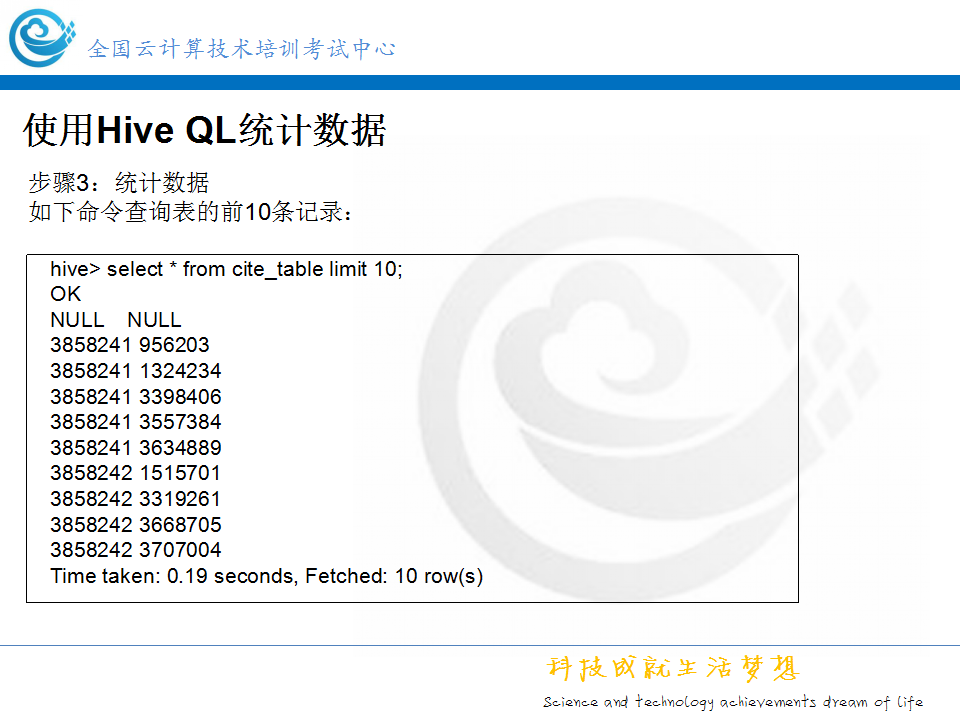 全国云计算技术培训考试中心
使用Hive QL统计数据
步骤3：统计数据
如下命令查询表的前10条记录：
hive> select * from cite_table limit 10;
OK
NULL    NULL
3858241 956203
3858241 1324234
3858241 3398406
3858241 3557384
3858241 3634889
3858242 1515701
3858242 3319261
3858242 3668705
3858242 3707004
Time taken: 0.19 seconds, Fetched: 10 row(s)
科技成就生活梦想
Science and technology achievements dream of life